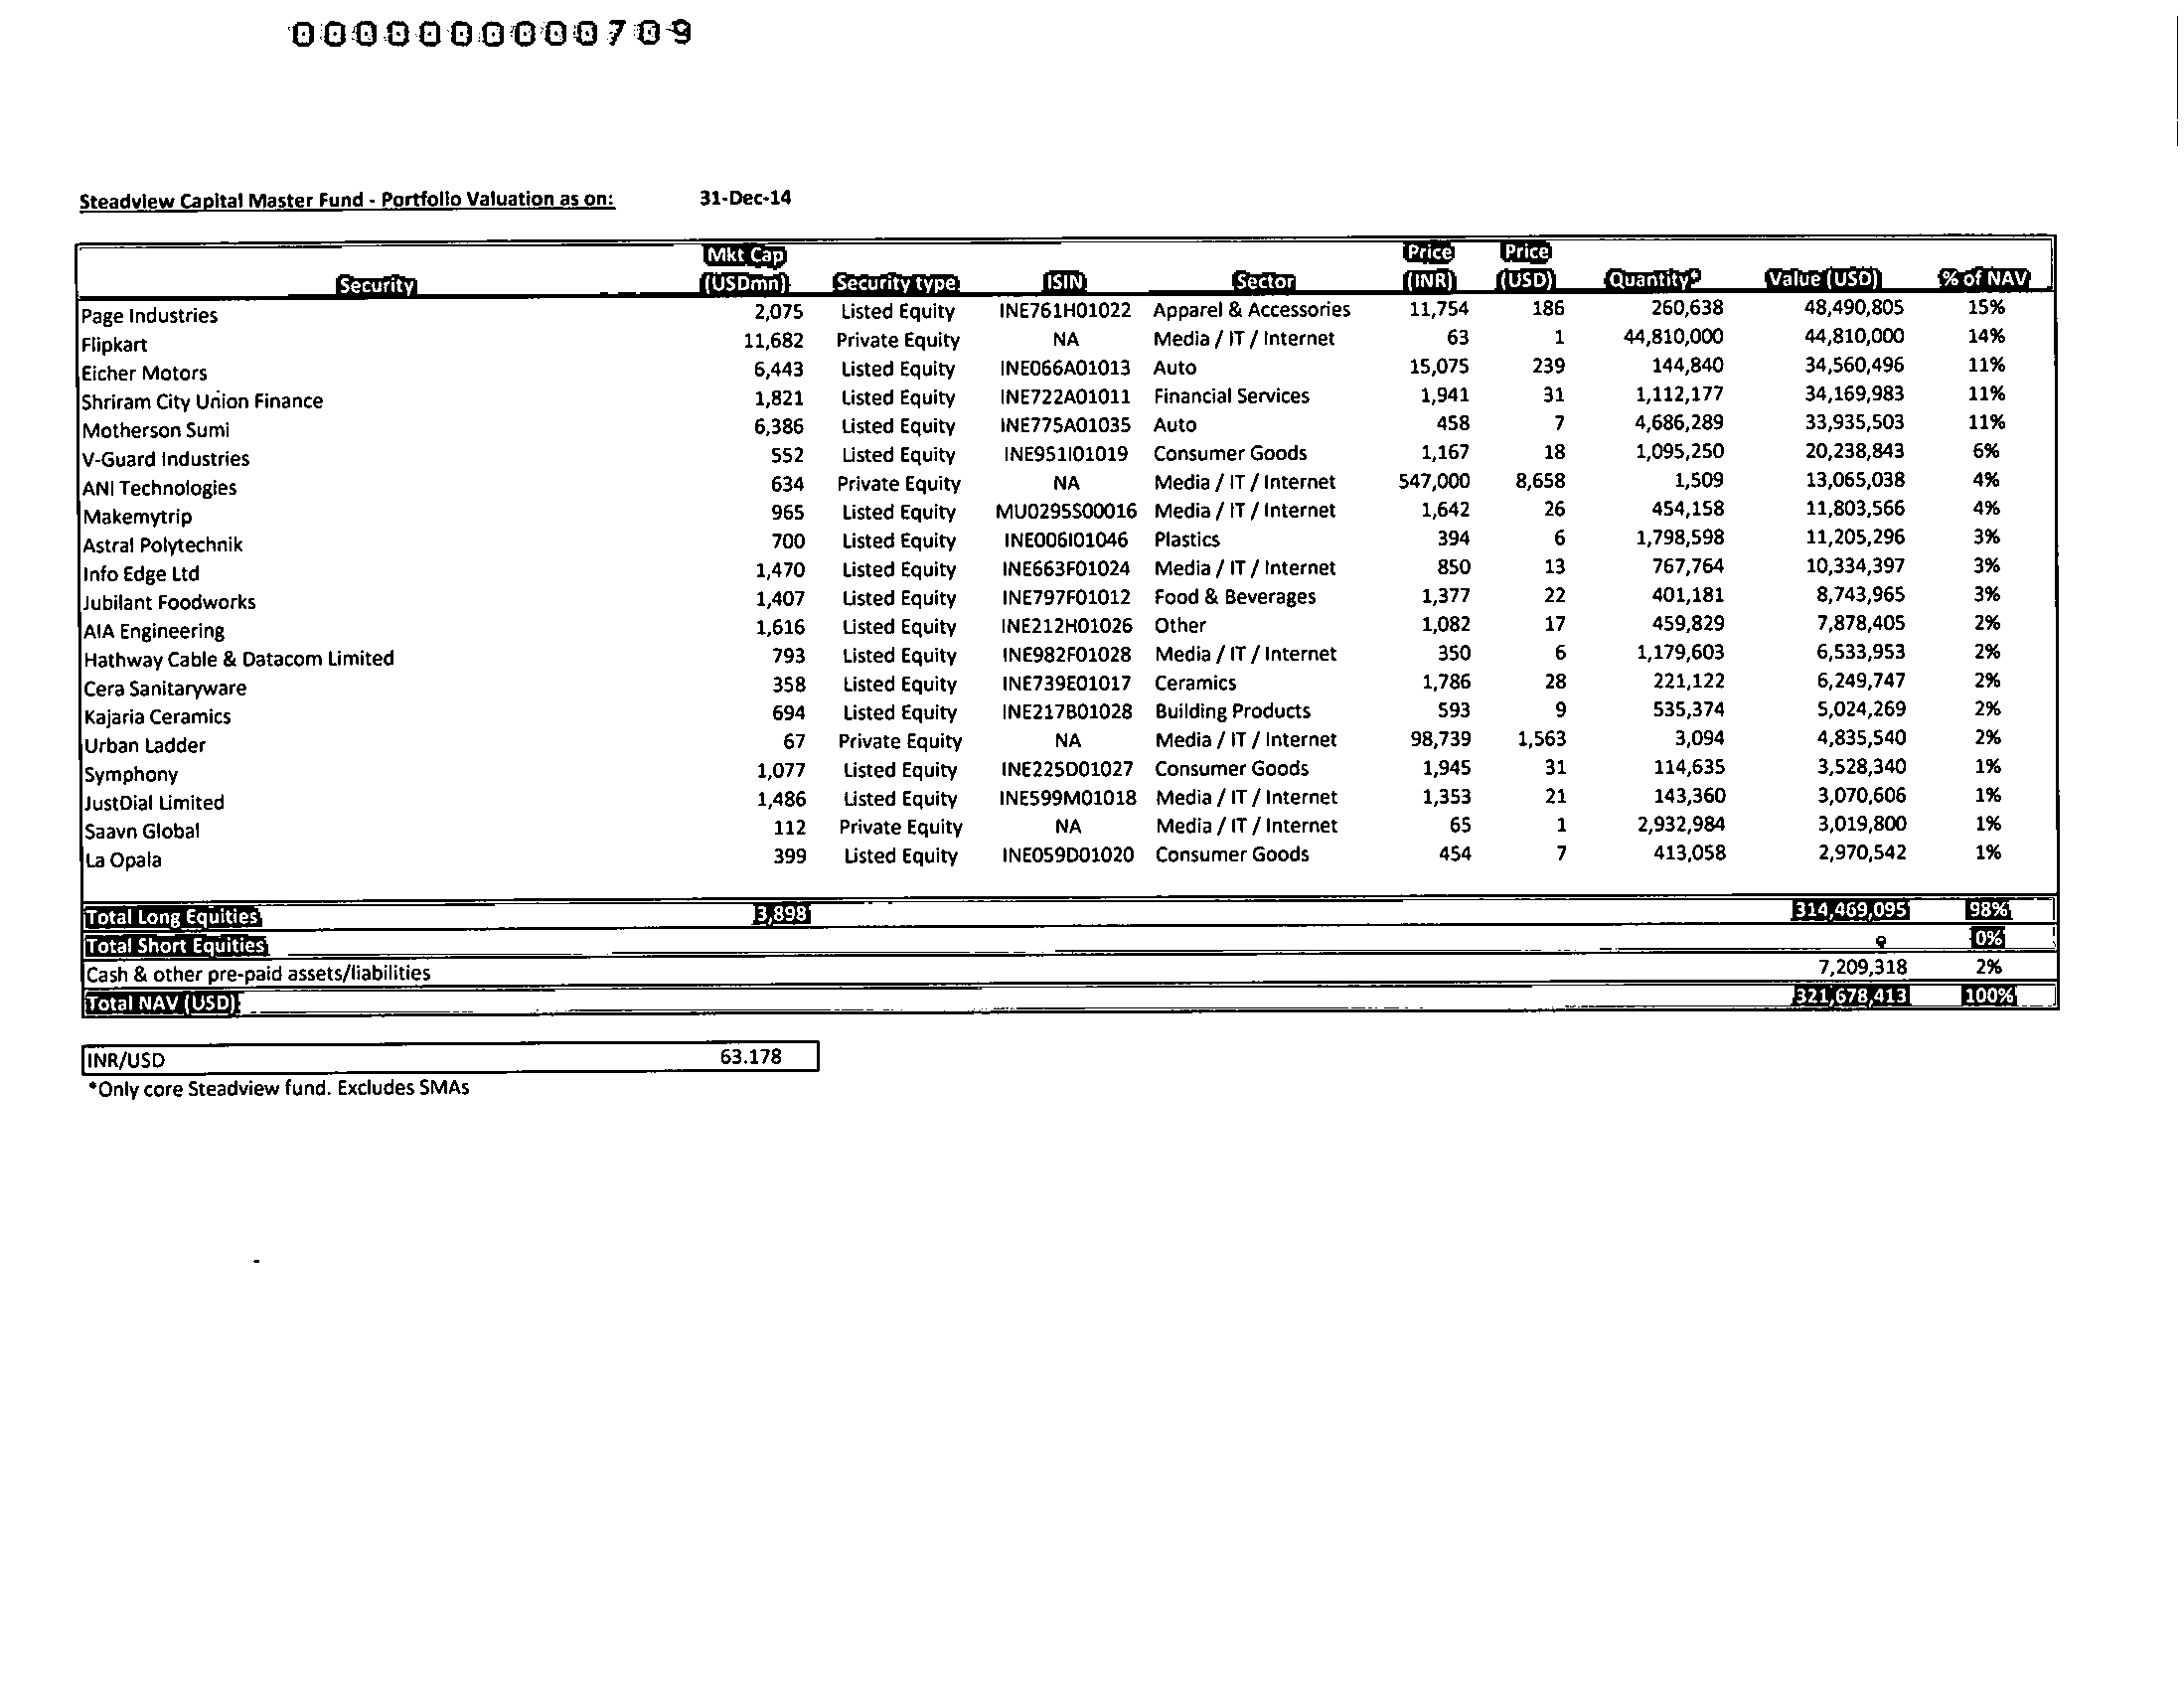 0000000000709
Steadview Capital Master Fund - Portfolio Valuation as on: 31-Dec-14
Security Mkt Cap (USDmn) Security type ISIN Sector Price (INR) Price (USD) Quantity* Value (USD) % of NAV
Page Industries 2,075 Listed Equity INE761H01022 Apparel & Accessories 11,754 186 260,638 48,490,805 15%
Flipkart 11,682 Private Equity NA Media / IT / Internet 63 1 44,810,000 44,810,000 14%
Eicher Motors 6,443 Listed Equity INE066A01013 Auto 15,075 239 144,840 34,560,496 11%
Shriram City Union Finance 1,821 Listed Equity INE722A01011 Financial Services 1,941 31 1,112,177 34,169,983 11%
Motherson Sumi 6,386 Listed Equity INE775A01035 Auto 458 7 4,686,289 33,935,503 11%
V-Guard Industries 552 Listed Equity INE951I01019 Consumer Goods 1,167 18 1,095,250 20,238,843 6%
ANI Technologies 634 Private Equity NA Media / IT / Internet 547,000 8,658 1,509 13,065,038 4%
Makemytrip 965 Listed Equity MU0295S00016 Media / IT / Internet 1,642 26 454,158 11,803,566 4%
Astral Polytechnik 700 Listed Equity INE006I01046 Plastics 394 6 1,798,598 11,205,296 3%
Info Edge Ltd 1,470 Listed Equity INE663F01024 Media / IT / Internet 850 13 767,764 10,334,397 3%
Jubilant Foodworks 1,407 Listed Equity INE797F01012 Food & Beverages 1,377 22 401,181 8,743,965 3%
AIA Engineering 1,616 Listed Equity INE212H01026 Other 1,082 17 459,829 7,878,405 2%
Hathway Cable & Datacom Limited 793 Listed Equity INE982F01028 Media / IT / Internet 350 6 1,179,603 6,533,953 2%
Cera Sanitaryware 358 Listed Equity INE739E01017 Ceramics 1,786 28 221,122 6,249,747 2%
Kajaria Ceramics 694 Listed Equity INE217B01028 Building Products 593 9 535,374 5,024,269 2%
Urban Ladder 67 Private Equity NA Media / IT / Internet 98,739 1,563 3,094 4,835,540 2%
Symphony 1,077 Listed Equity INE225D01027 Consumer Goods 1,945 31 114,635 3,528,340 1%
JustDial Limited 1,486 Listed Equity INE599M01018 Media / IT / Internet 1,353 21 143,360 3,070,606 1%
Saavn Global 112 Private Equity NA Media / IT / Internet 65 1 2,932,984 3,019,800 1%
La Opala 399 Listed Equity INE059D01020 Consumer Goods 454 7 413,058 2,970,542 1%
Total Long Equities 3,898 314,469,095 98%
Total Short Equities - 0%
Cash & other pre-paid assets/liabilities 7,209,318 2%
Total NAV (USD) 321,678,413 100%
INR/USD 63.178
*Only core Steadview fund. Excludes SMAs